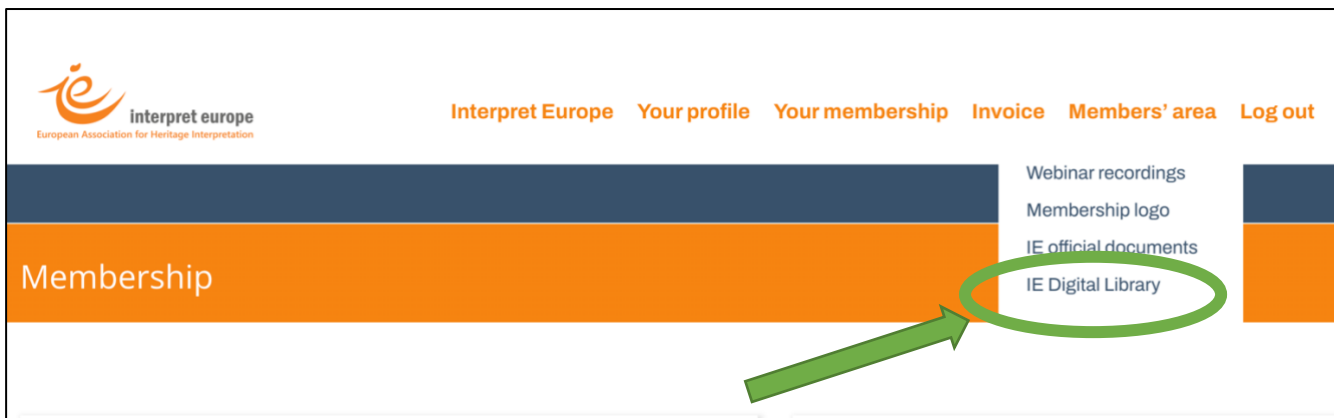 interpret europe
European Association for Heritage Interpretation
Interpret Europe Your profile Your membership Invoice Members' area Log out
Webinar recordings
Membership logo
IE official documents
IE Digital Library
Membership